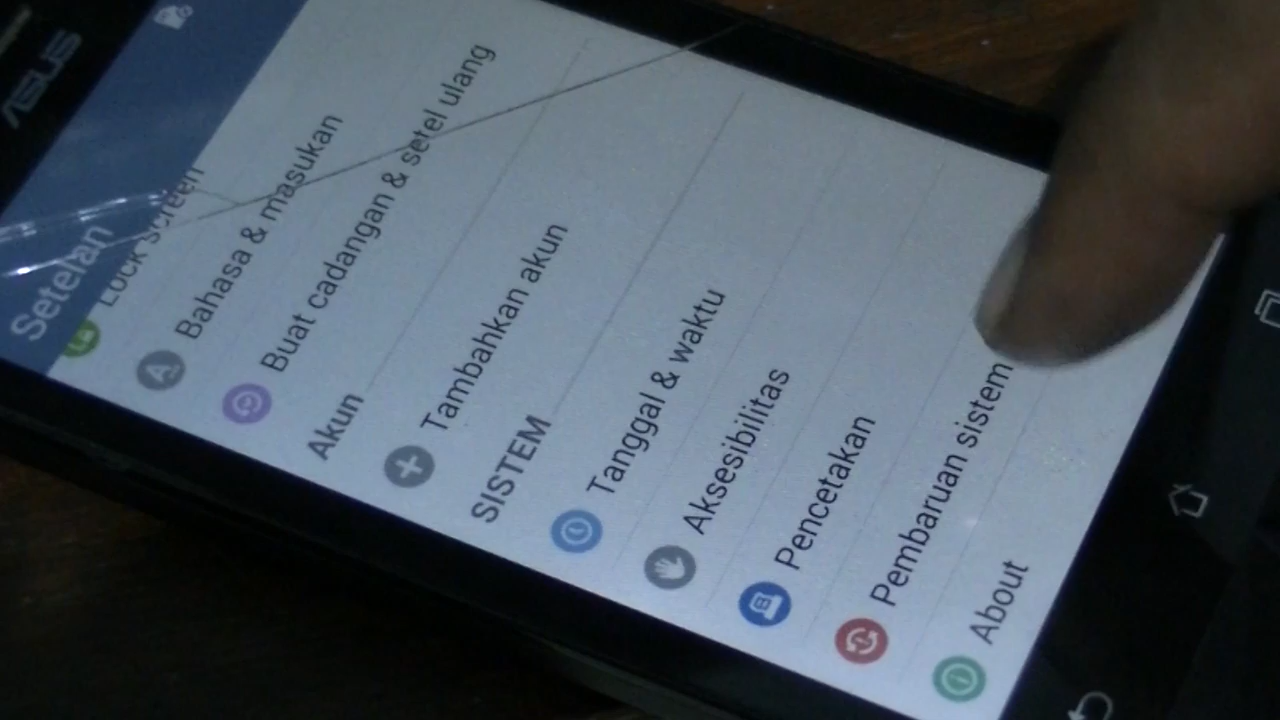 ASUS
Setelan
Lock screen
Bahasa & masukan
Buat cadangan & setel ulang
Akun
Tambahkan akun
SISTEM
Tanggal & waktu
Aksesibilitas
Pencetakan
Pembaruan sistem
About